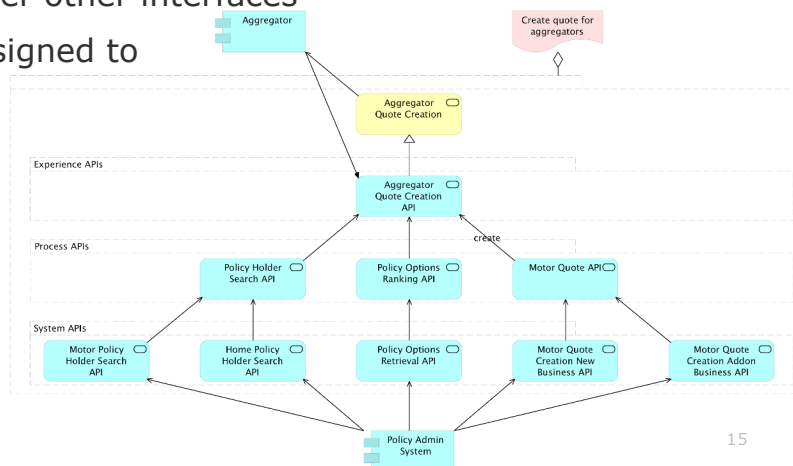 er other interfaces
signed to
Aggregator
Create quote for
aggregators
Aggregator
Quote Creation
Experience APIs
Aggregator
Quote Creation
API
create
Process APIs
Policy Holder
Search API
Policy Options
Ranking API
Motor Quote API
System APIs
Motor Policy
Holder Search
API
Home Policy
Holder Search
API
Policy Options
Retrieval API
Motor Quote
Creation New
Business API
Motor Quote
Creation Addon
Business API
Policy Admin
System
15